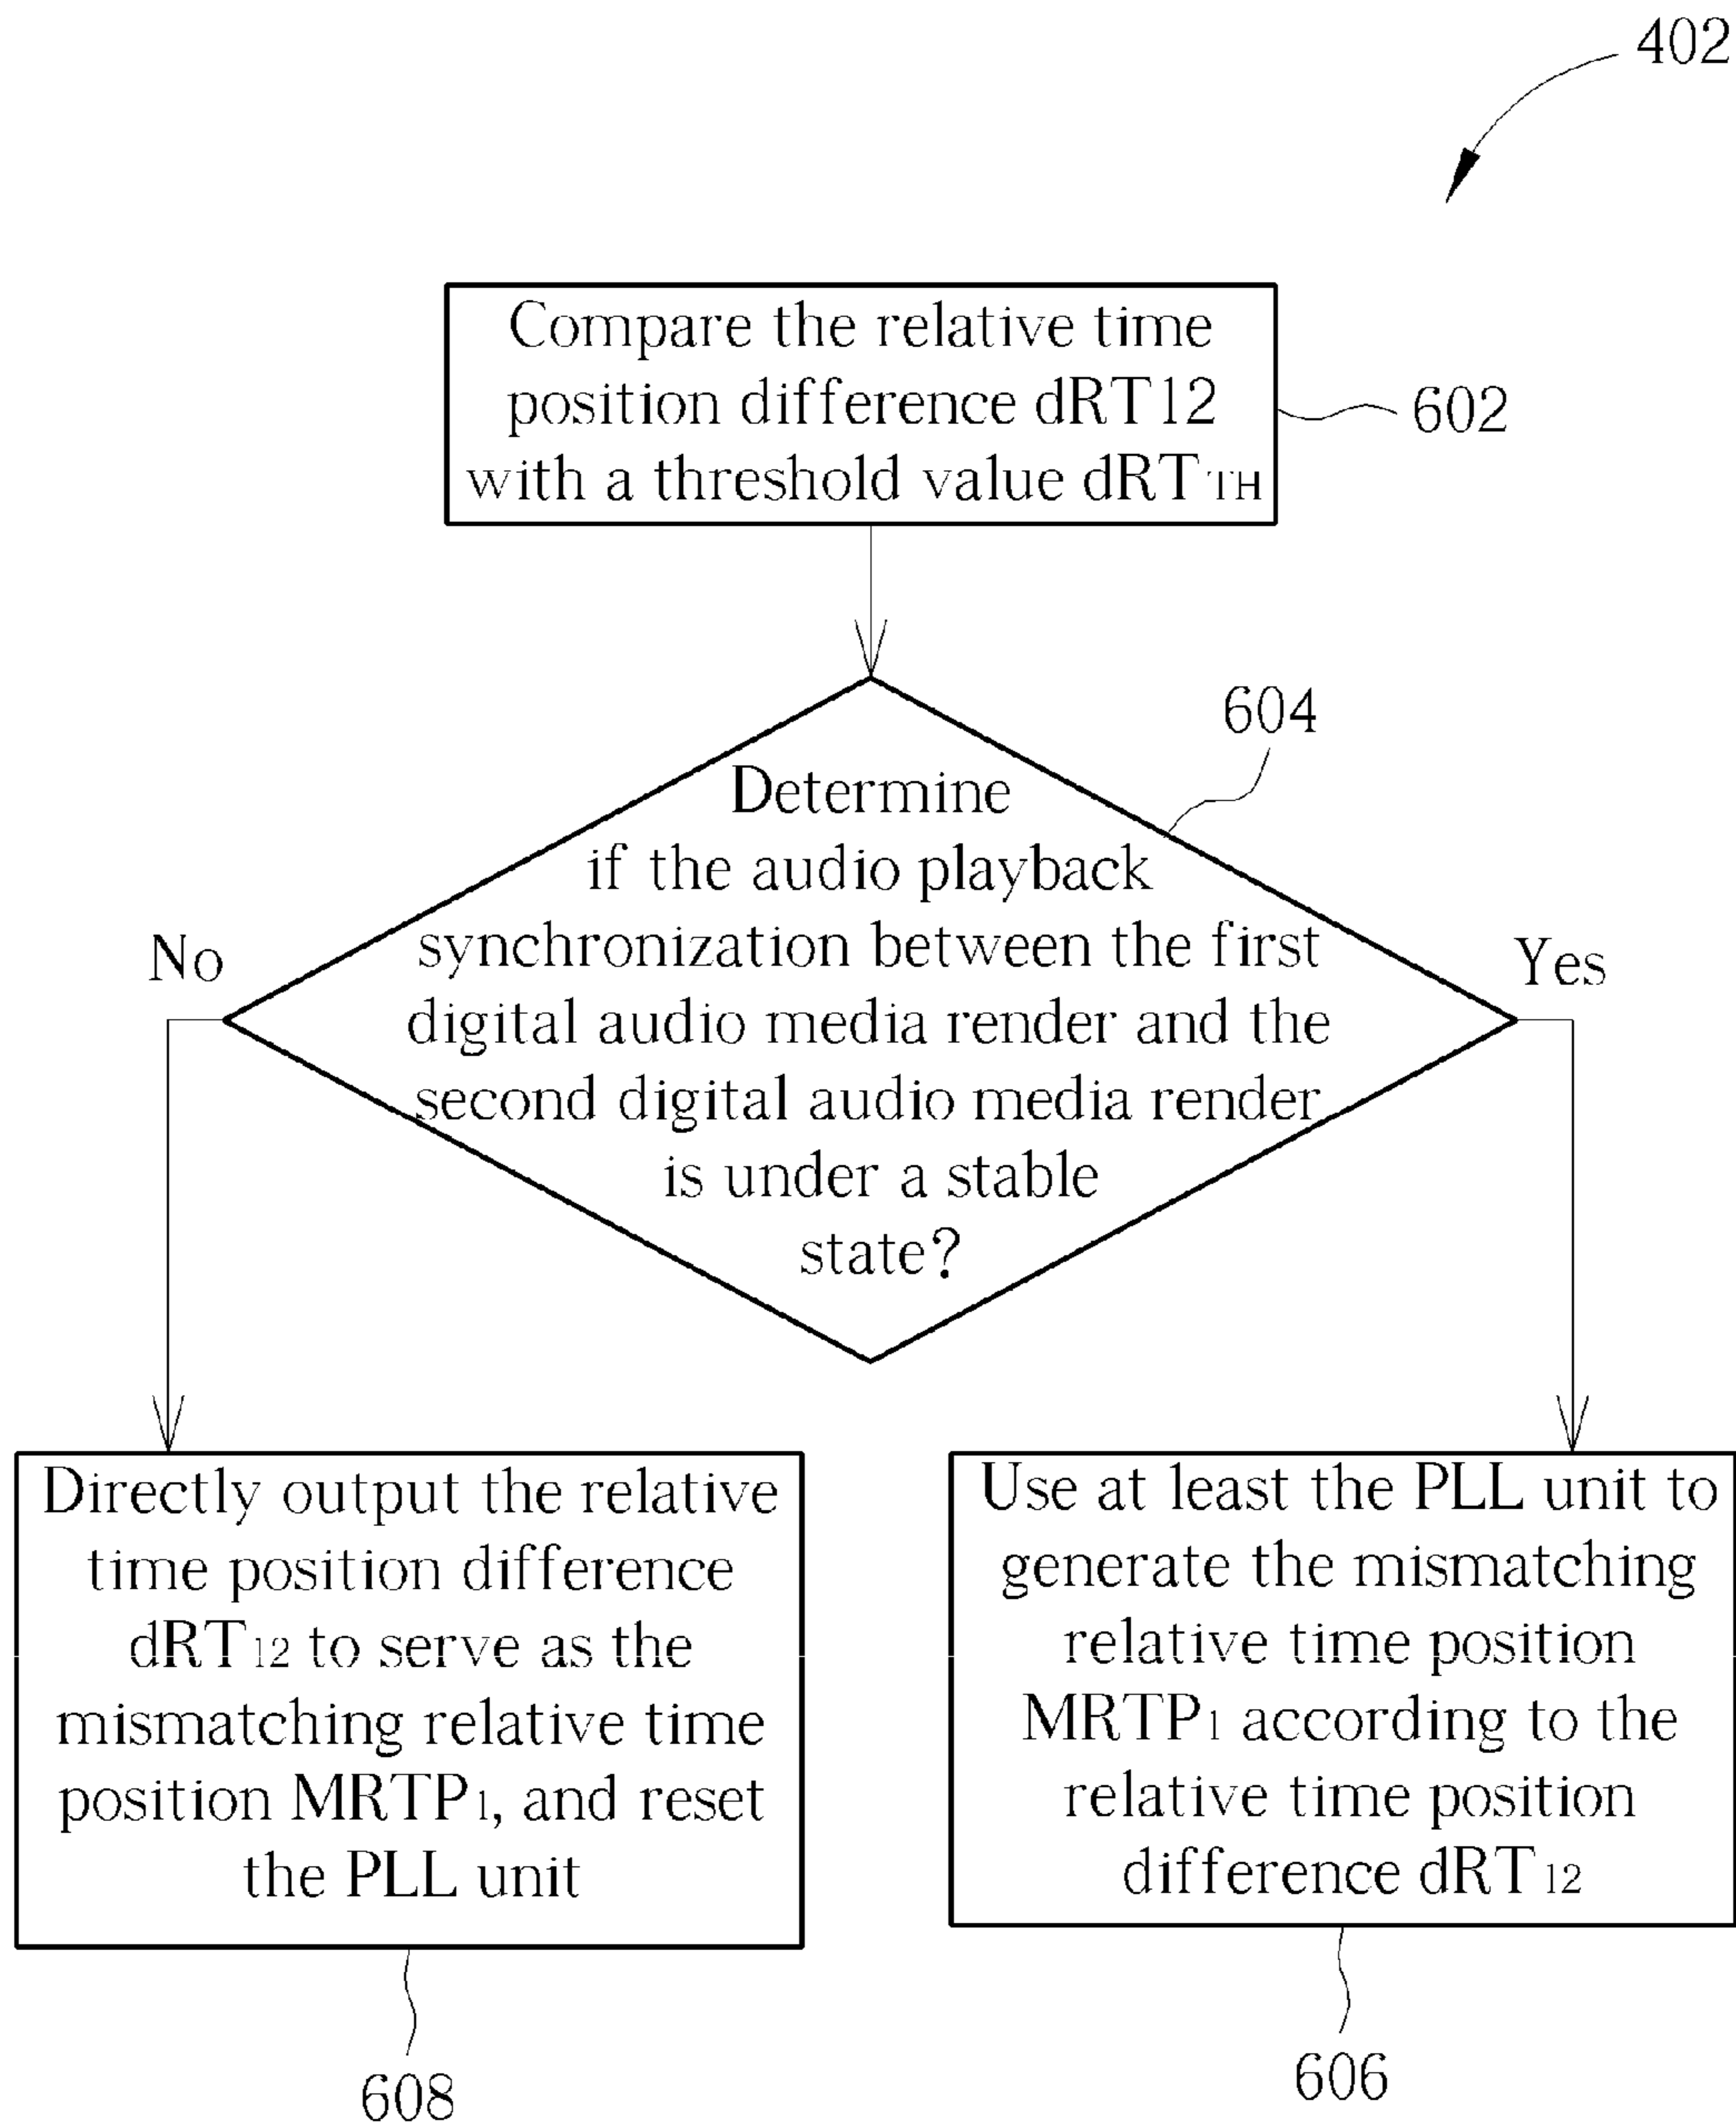 402
Compare the relative time
position difference dRT12
with a threshold value dRTTH
602
604
Determine
if the audio playback
synchronization between the first
digital audio media render and the
second digital audio media render
is under a stable
state?
No
Yes
Directly output the relative
time position difference
dRT12 to serve as the
mismatching relative time
position MRTP1, and reset
the PLL unit
608
Use at least the PLL unit to
generate the mismatching
relative time position
MRTP1 according to the
relative time position
difference dRT12
606